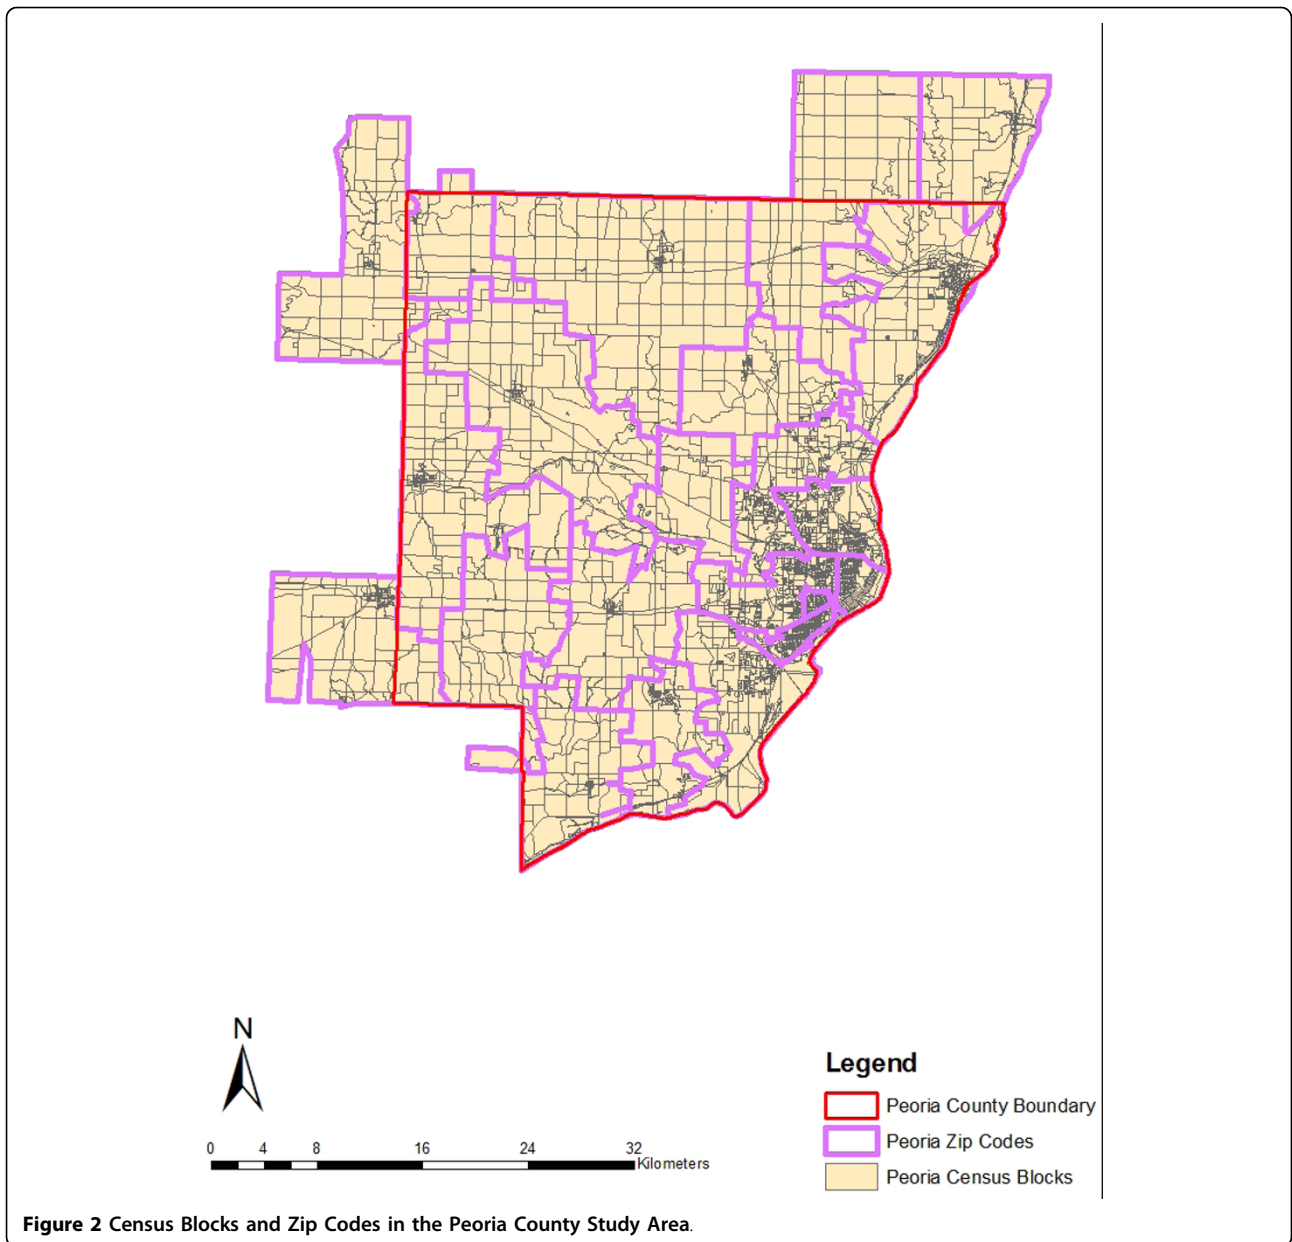 N
0 4 8 16 24 32
Kilometers
Legend
Peoria County Boundary
Peoria Zip Codes
Peoria Census Blocks
Figure 2 Census Blocks and Zip Codes in the Peoria County Study Area.